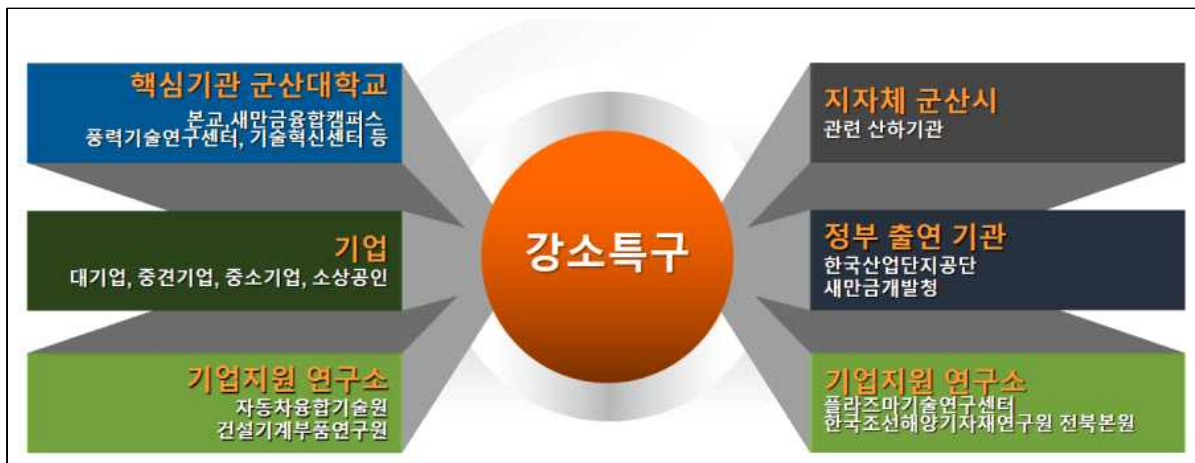 핵심기관 군산대학교
본교,새만금융합캠퍼스
풍력기술연구센터, 기술혁신센터 등
기업
대기업, 중견기업, 중소기업, 소상공인
기업지원 연구소
자동차융합기술원
건설기계부품연구원
강소특구
지자체 군산시
관련 산하기관
정부 출연 기관
한국산업단지공단
새만금개발청
기업지원 연구소
플라즈마기술연구센터
한국조선해양기자재연구원 전북본원